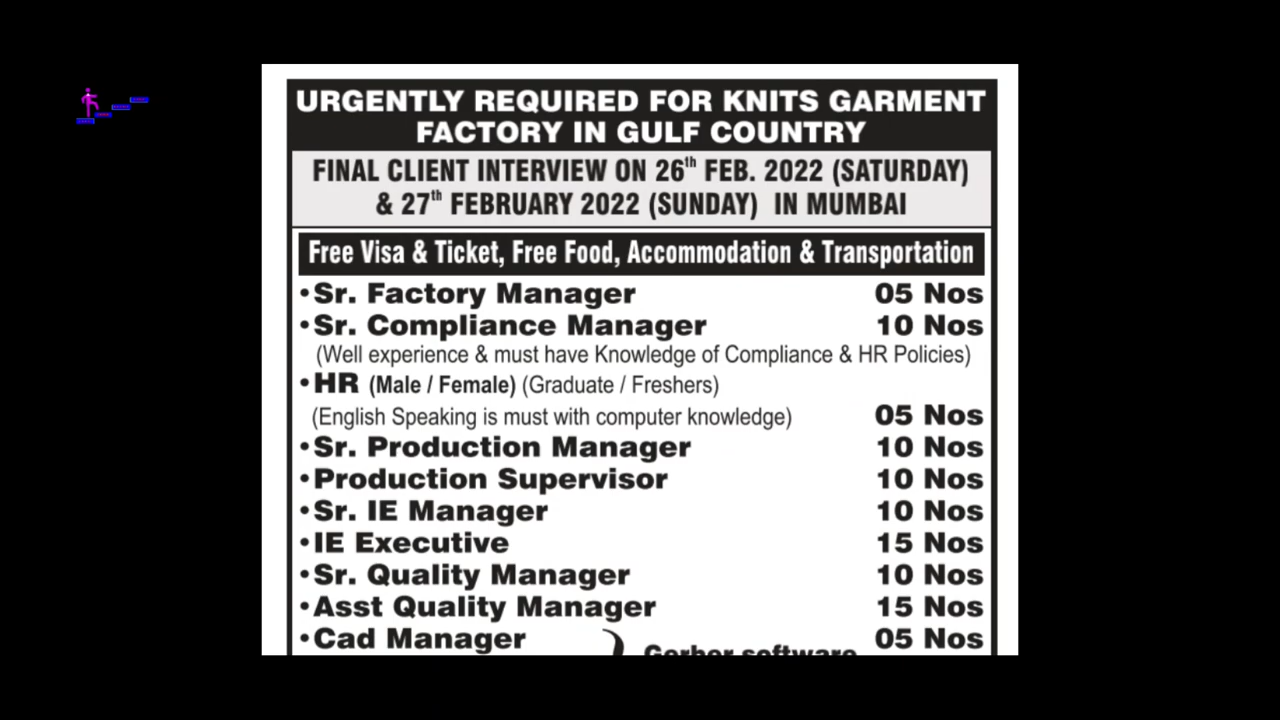 URGENTLY REQUIRED FOR KNITS GARMENT
FACTORY IN GULF COUNTRY
FINAL CLIENT INTERVIEW ON 26th FEB. 2022 (SATURDAY)
& 27th FEBRUARY 2022 (SUNDAY) IN MUMBAI
Free Visa & Ticket, Free Food, Accommodation & Transportation
•Sr. Factory Manager 05 Nos
•Sr. Compliance Manager 10 Nos
(Well experience & must have Knowledge of Compliance & HR Policies)
•HR (Male / Female) (Graduate / Freshers)
(English Speaking is must with computer knowledge) 05 Nos
•Sr. Production Manager 10 Nos
•Production Supervisor 10 Nos
•Sr. IE Manager 10 Nos
•IE Executive 15 Nos
•Sr. Quality Manager 10 Nos
•Asst Quality Manager 15 Nos
•Cad Manager 05 Nos
Gerber software